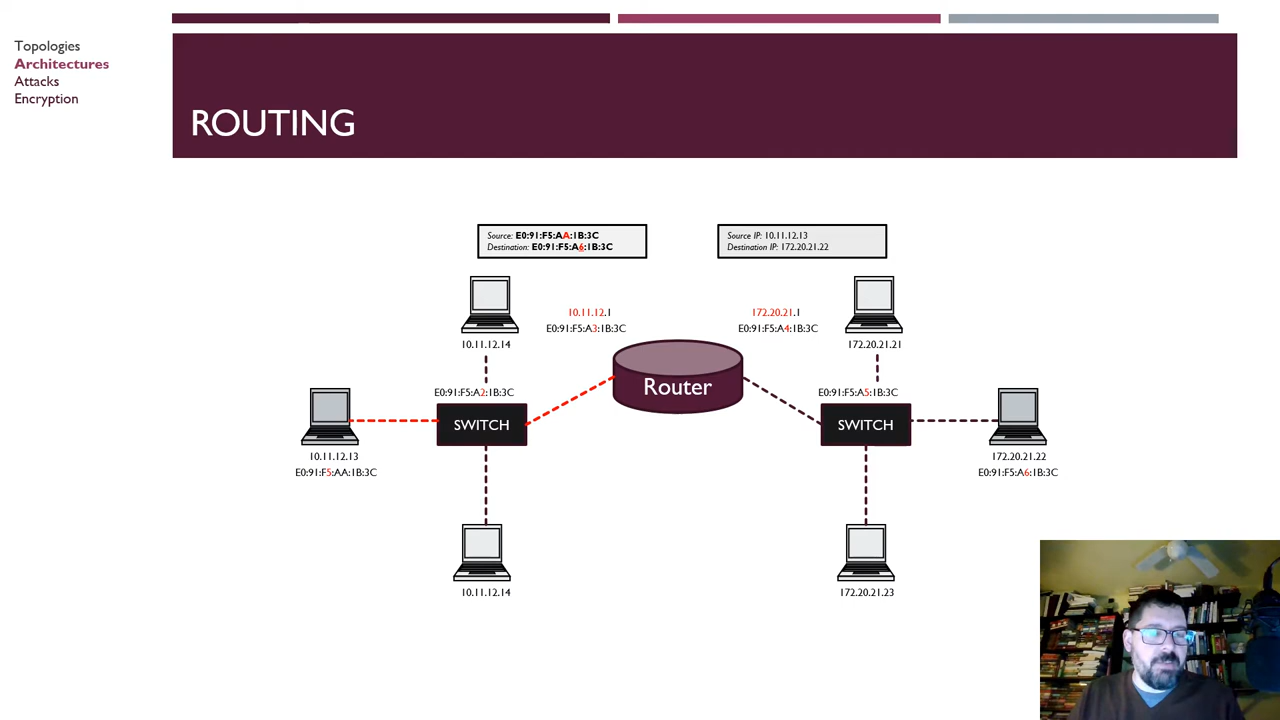 Topologies
Architectures
Attacks
Encryption
ROUTING
Source: E0:91:F5:AA:1B:3C
Destination: E0:91:F5:A6:1B:3C
Source IP: 10.11.12.13
Destination IP: 172.20.21.22
10.11.12.1
E0:91:F5:A3:1B:3C
172.20.21.1
E0:91:F5:A4:1B:3C
10.11.12.14
172.20.21.21
Router
E0:91:F5:A2:1B:3C
E0:91:F5:A5:1B:3C
SWITCH
SWITCH
10.11.12.13
E0:91:F5:AA:1B:3C
172.20.21.22
E0:91:F5:A6:1B:3C
10.11.12.14
172.20.21.23